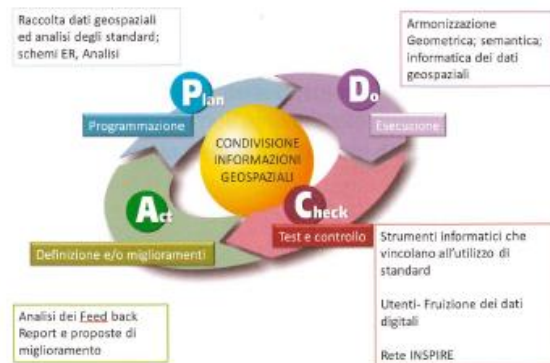 Raccolta dati geospaziali
ed analisi degli standard;
schemi ER, Analisi
Armonizzazione
Geometrica; semantica;
informatica dei dati
geospaziali
Plan
Programmazione
Do
Esecuzione
CONDIVISIONE
INFORMAZIONI
GEOSPAZIALI
Act
Definizione e/o miglioramenti
Check
Test e controllo
Strumenti informatici che
vincolano all'utilizzo di
standard
Utenti- Fruizione dei dati
digitali
Rete INSPIRE
Analisi dei Feed back
Report e proposte di
miglioramento